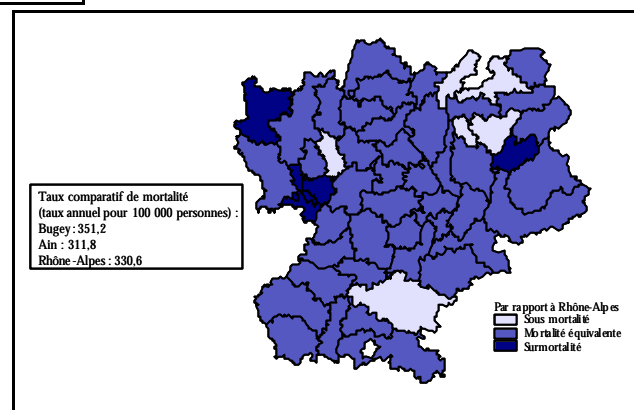 Taux comparatif de mortalité
(taux annuel pour 100 000 personnes) :
Bugey : 351,2
Ain : 311,8
Rhône-Alpes : 330,6
Par rapport à Rhône-Alpes
Sous mortalité
Mortalité équivalente
Surmortalité